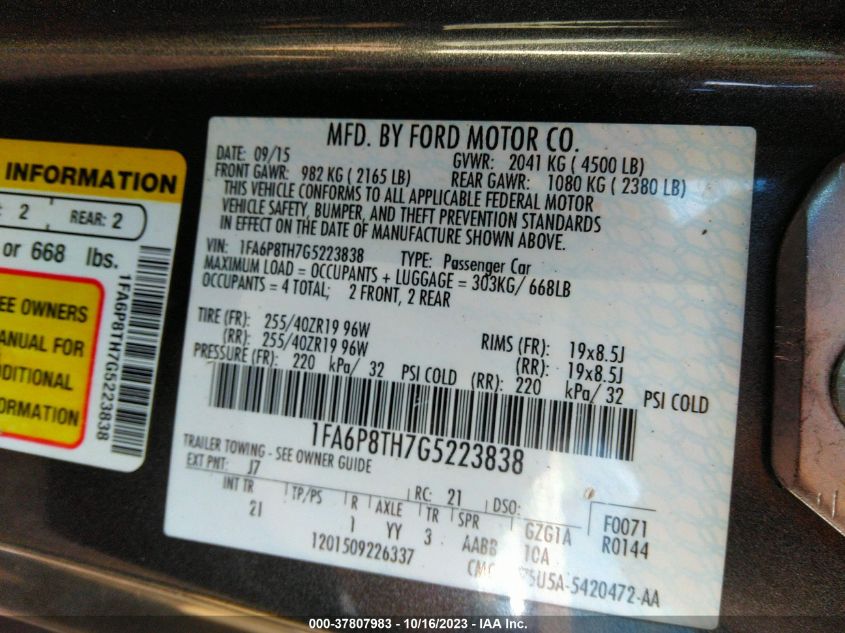 INFORMATION
2 REAR: 2
or 668 lbs.
EE OWNERS
ANUAL FOR
DITIONAL
FORMATION
1FA6P8TH7G5223838
MFD. BY FORD MOTOR CO.
DATE: 09/15 GVWR: 2041 KG ( 4500 LB)
FRONT GAWR: 982 KG ( 2165 LB) REAR GAWR: 1080 KG ( 2380 LB)
THIS VEHICLE CONFORMS TO ALL APPLICABLE FEDERAL MOTOR
VEHICLE SAFETY, BUMPER, AND THEFT PREVENTION STANDARDS
IN EFFECT ON THE DATE OF MANUFACTURE SHOWN ABOVE.
VIN: 1FA6P8TH7G5223838 TYPE: Passenger Car
MAXIMUM LOAD = OCCUPANTS + LUGGAGE = 303KG/ 668LB
OCCUPANTS = 4 TOTAL; 2 FRONT, 2 REAR
TIRE (FR): 255/40ZR19 96W RIMS (FR): 19x8.5J
(RR): 255/40ZR19 96W (RR): 19x8.5J
PRESSURE (FR): 220 kPa/ 32 PSI COLD (RR): 220 kPa/ 32 PSI COLD
1FA6P8TH7G5223838
TRAILER TOWING - SEE OWNER GUIDE
EXT PNT: J7 RC: 21 DSO:
INT TR TP/PS R AXLE TR SPR GZG1A F0071
21 1 YY 3 AABB 10A R0144
1201509226337 5U5A-5420472-AA
000-37807983 - 10/16/2023 - IAA Inc.